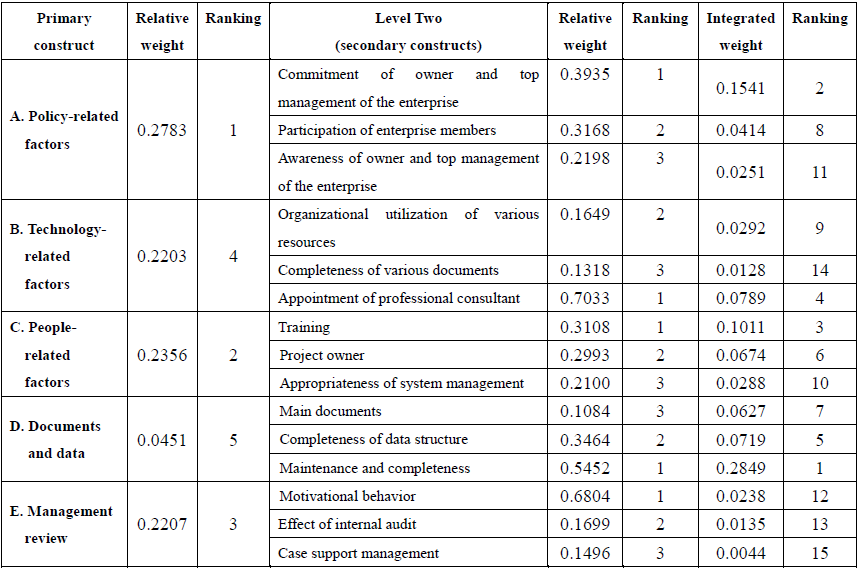 Primary construct Relative weight Ranking Level Two (secondary constructs) Relative weight Ranking Integrated weight Ranking
A. Policy-related factors 0.2783 1 Commitment of owner and top management of the enterprise 0.3935 1 0.1541 2
Participation of enterprise members 0.3168 2 0.0414 8
Awareness of owner and top management of the enterprise 0.2198 3 0.0251 11
B. Technology-related factors 0.2203 4 Organizational utilization of various resources 0.1649 2 0.0292 9
Completeness of various documents 0.1318 3 0.0128 14
Appointment of professional consultant 0.7033 1 0.0789 4
C. People-related factors 0.2356 2 Training 0.3108 1 0.1011 3
Project owner 0.2993 2 0.0674 6
Appropriateness of system management 0.2100 3 0.0288 10
D. Documents and data 0.0451 5 Main documents 0.1084 3 0.0627 7
Completeness of data structure 0.3464 2 0.0719 5
Maintenance and completeness 0.5452 1 0.2849 1
E. Management review 0.2207 3 Motivational behavior 0.6804 1 0.0238 12
Effect of internal audit 0.1699 2 0.0135 13
Case support management 0.1496 3 0.0044 15